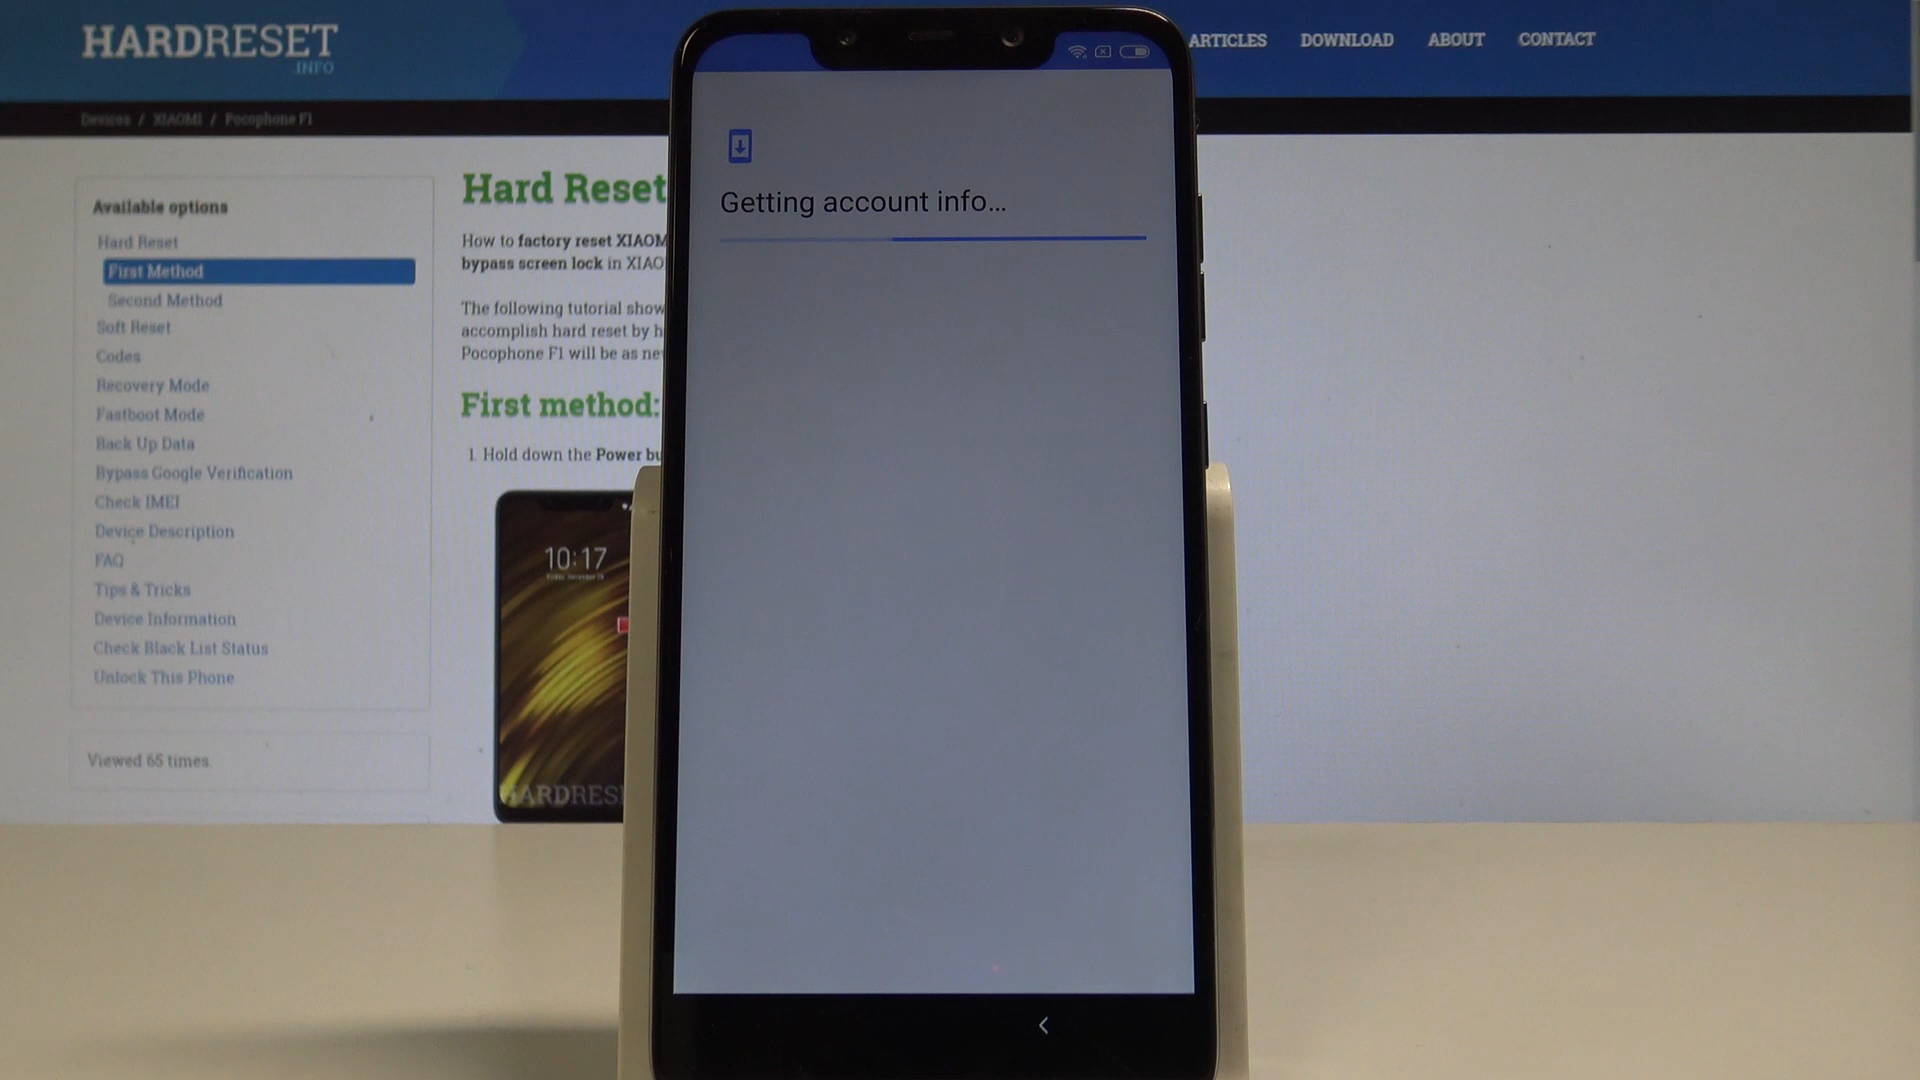 HARDRESET
.INFO
ARTICLES DOWNLOAD ABOUT CONTACT
Devices / XIAOMI / Pocophone F1
Available options
Hard Reset
First Method
Second Method
Soft Reset
Codes
Recovery Mode
Fastboot Mode
Back Up Data
Bypass Google Verification
Check IMEI
Device Description
FAQ
Tips & Tricks
Device Information
Check Black List Status
Unlock This Phone
Viewed 65 times.
Hard Reset
How to factory reset XIAOM
bypass screen lock in XIAO
The following tutorial show
accomplish hard reset by h
Pocophone F1 will be as ne
First method:
1. Hold down the Power bu
10:17
HARDRES
Getting account info...